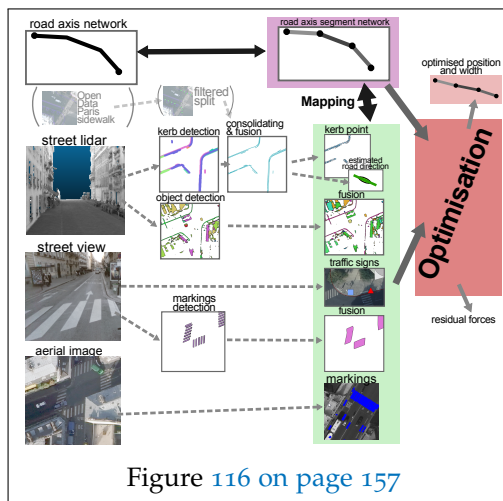 road axis network
road axis segment network
optimised position
and width
Open
Data
Paris
sidewalk
filtered
split
Mapping
street lidar
kerb detection
consolidating
& fusion
kerb point
estimated
road direction
object detection
fusion
Optimisation
street view
traffic signs
markings
detection
fusion
residual forces
aerial image
markings
Figure 116 on page 157